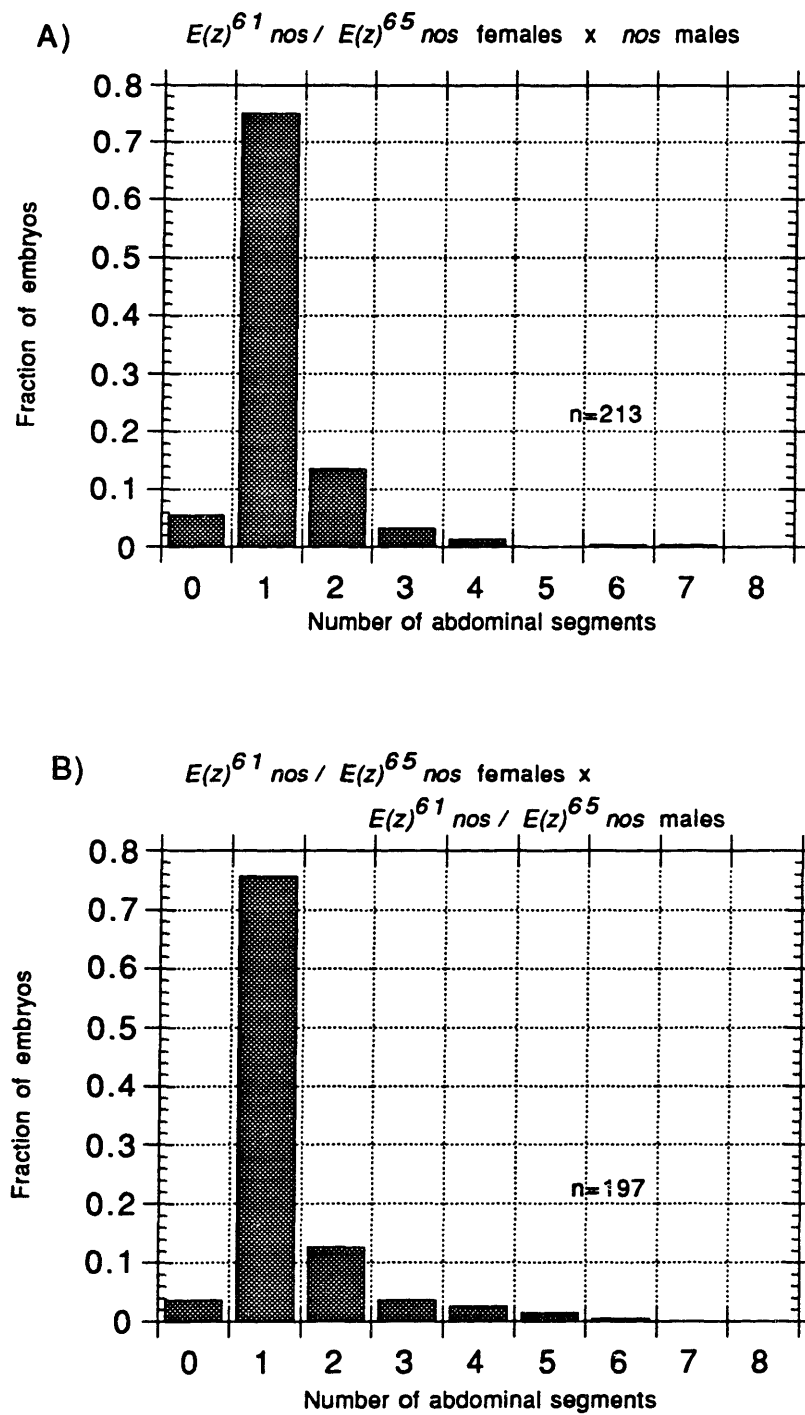 A)
E(z)^61 nos / E(z)^65 nos females x nos males
0.8
0.7
0.6
0.5
0.4
0.3
0.2
0.1
0
Fraction of embryos
n=213
0 1 2 3 4 5 6 7 8
Number of abdominal segments
B)
E(z)^61 nos / E(z)^65 nos females x
E(z)^61 nos / E(z)^65 nos males
0.8
0.7
0.6
0.5
0.4
0.3
0.2
0.1
0
Fraction of embryos
n=197
0 1 2 3 4 5 6 7 8
Number of abdominal segments